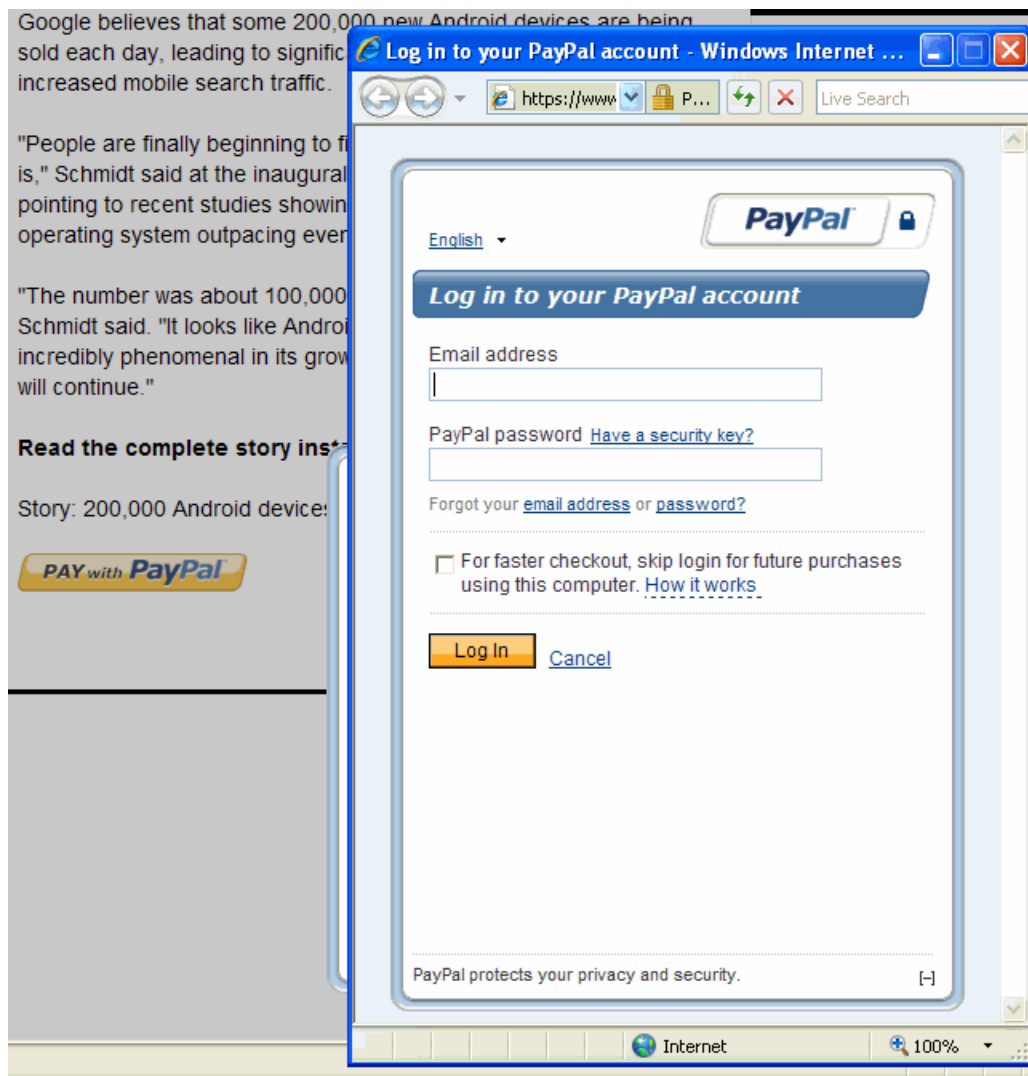 Google believes that some 200,000 new Android devices are being
sold each day, leading to signific
increased mobile search traffic.
"People are finally beginning to fi
is," Schmidt said at the inaugural
pointing to recent studies showin
operating system outpacing ever
"The number was about 100,000
Schmidt said. "It looks like Androi
incredibly phenomenal in its grow
will continue."
Read the complete story insta
Story: 200,000 Android devices
PAY with PayPal
Log in to your PayPal account - Windows Internet ...
https://www
P...
Live Search
English
PayPal
Log in to your PayPal account
Email address
PayPal password Have a security key?
Forgot your email address or password?
For faster checkout, skip login for future purchases
using this computer. How it works
Log In Cancel
PayPal protects your privacy and security. [–]
Internet 100%